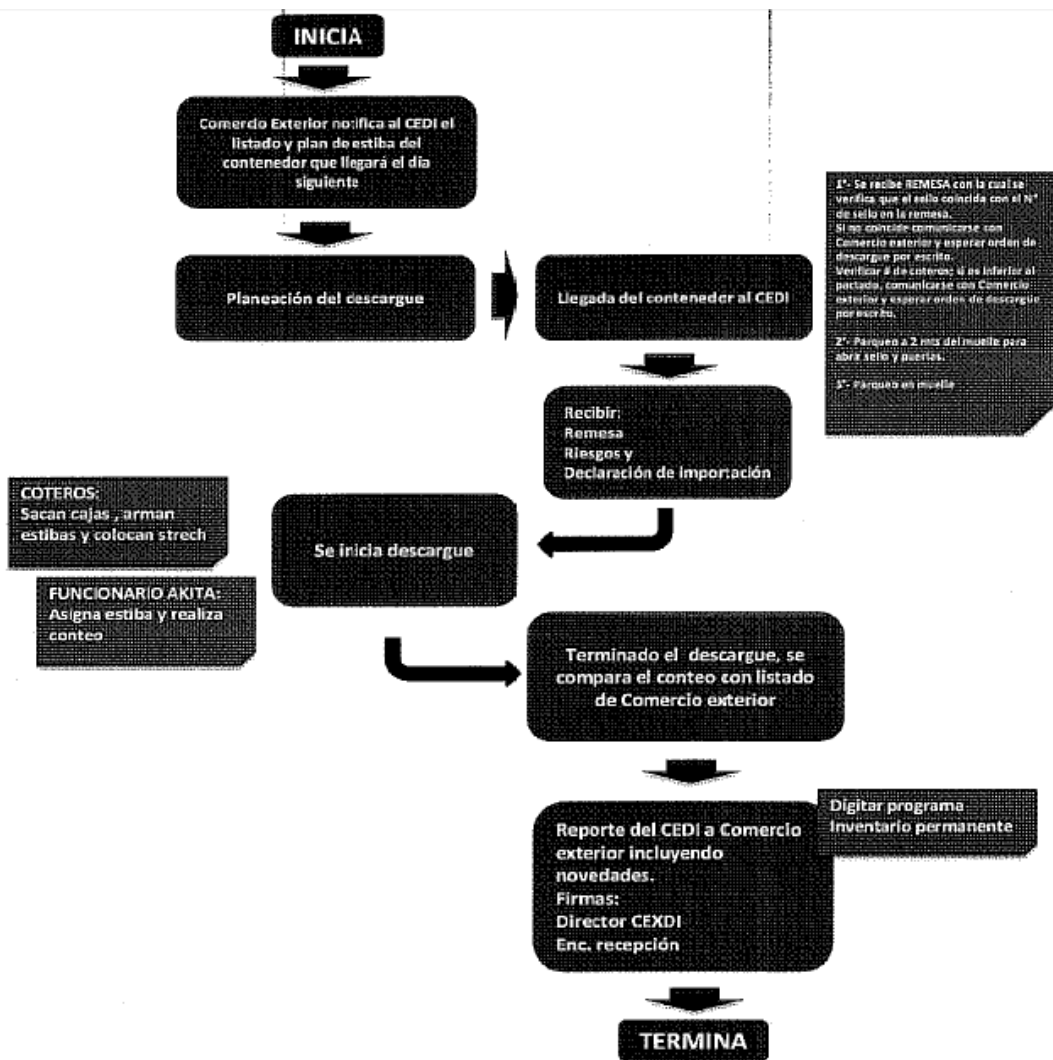 INICIA
Comercio Exterior notifica al CEDI el
listado y plan de estiba del
contenedor que llegará el día
siguiente
Planeación del descargue
Llegada del contenedor al CEDI
1°- Se recibe REMESA con la cual se
verifica que el sello coincida con el N°
de sello en la remesa.
Si no coincide comunicarse con
Comercio exterior y esperar orden de
descargue por escrito.
Verificar # de coteros: si es inferior al
pactado, comunicarse con Comercio
exterior y esperar orden de descargue
por escrito.
2°- Parqueo a 2 mts del muelle para
abrir sello y puertas.
3°- Parqueo en muelle
Recibir:
Remesa
Riesgos y
Declaración de importación
COTEROS:
Sacan cajas , arman
estibas y colocan strech
Se inicia descargue
FUNCIONARIO AKITA:
Asigna estiba y realiza
conteo
Terminado el descargue, se
compara el conteo con listado
de Comercio exterior
Digitar programa
Inventario permanente
Reporte del CEDI a Comercio
exterior incluyendo
novedades.
Firmas:
Director CEXDI
Enc. recepción
TERMINA